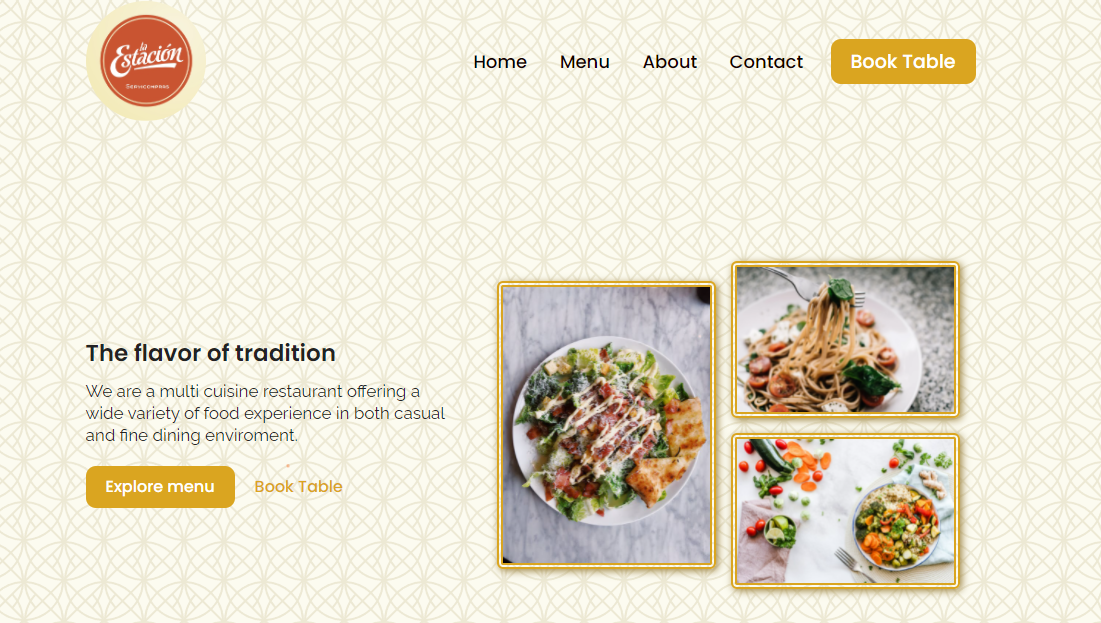 la
Estación
SERVICOMPRAS
Home Menu About Contact Book Table
The flavor of tradition
We are a multi cuisine restaurant offering a
wide variety of food experience in both casual
and fine dining enviroment.
Explore menu Book Table